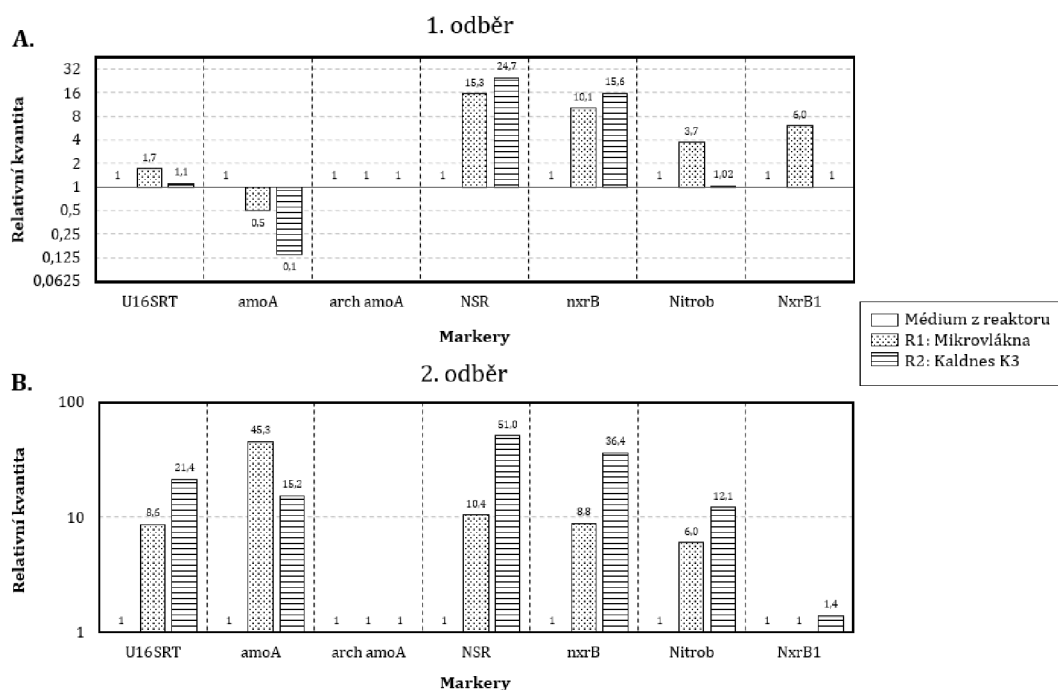 A.
1. odběr
Relativní kvantita
32
16
8
4
2
1
0,5
0,25
0,125
0,0625
1 1,7 1,1
1 0,5 0,1
1 1 1
1 15,3 24,7
1 10,1 15,6
1 3,7 1,02
1 6,0 1
U16SRT amoA arch amoA NSR nxrB Nitrob NxrB1
Markery
Médium z reaktoru
R1: Mikrovlákna
R2: Kaldnes K3
B.
2. odběr
Relativní kvantita
100
10
1
1 8,6 21,4
1 45,3 15,2
1 1 1
1 10,4 51,0
1 8,8 36,4
1 6,0 12,1
1 1 1,4
U16SRT amoA arch amoA NSR nxrB Nitrob NxrB1
Markery